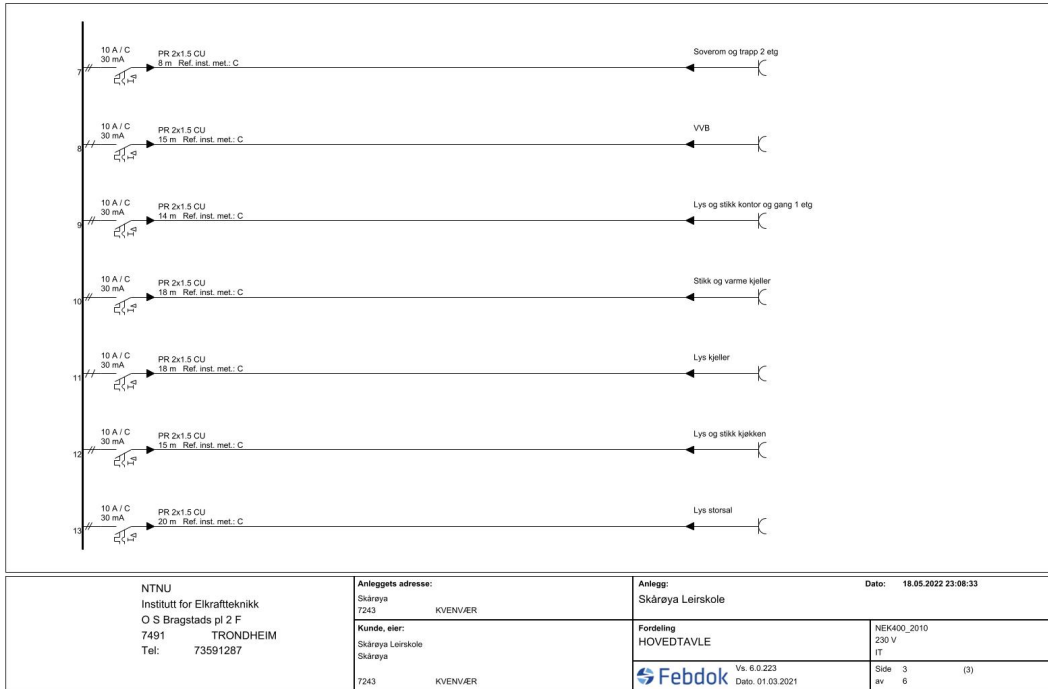 10 A / C
30 mA
PR 2x1.5 CU
8 m Ref. inst. met.: C
Soverom og trapp 2 etg
7
10 A / C
30 mA
PR 2x1.5 CU
15 m Ref. inst. met.: C
VVB
8
10 A / C
30 mA
PR 2x1.5 CU
14 m Ref. inst. met.: C
Lys og stikk kontor og gang 1 etg
9
10 A / C
30 mA
PR 2x1.5 CU
18 m Ref. inst. met.: C
Stikk og varme kjeller
10
10 A / C
30 mA
PR 2x1.5 CU
18 m Ref. inst. met.: C
Lys kjeller
11
10 A / C
30 mA
PR 2x1.5 CU
15 m Ref. inst. met.: C
Lys og stikk kjøkken
12
10 A / C
30 mA
PR 2x1.5 CU
20 m Ref. inst. met.: C
Lys storsal
13
NTNU
Institutt for Elkraftteknikk
O S Bragstads pl 2 F
7491 TRONDHEIM
Tel: 73591287
Anleggets adresse:
Skårøya
7243 KVENVÆR
Kunde, eier:
Skårøya Leirskole
Skårøya
7243 KVENVÆR
Anlegg:
Skårøya Leirskole
Dato: 18.05.2022 23:08:33
Fordeling
HOVEDTAVLE
NEK400_2010
230 V
IT
Febdok
Vs. 6.0.223
Dato. 01.03.2021
Side 3 (3)
av 6